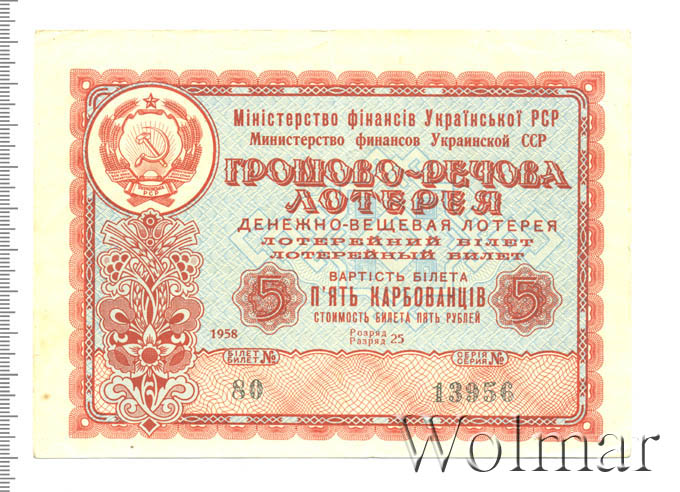 Міністерство фінансів Української РСР
Министерство финансов Украинской ССР
ГРОШОВО-РЕЧОВА
ЛОТЕРЕЯ
ДЕНЕЖНО-ВЕЩЕВАЯ ЛОТЕРЕЯ
ЛОТЕРЕЙНИЙ БІЛЕТ
ЛОТЕРЕЙНЫЙ БИЛЕТ
ВАРТІСТЬ БІЛЕТА
5 П'ЯТЬ КАРБОВАНЦІВ 5
СТОИМОСТЬ БИЛЕТА ПЯТЬ РУБЛЕЙ
1958
Розряд
Разряд 25
БІЛЕТ
БИЛЕТ №
СЕРІЯ
СЕРИЯ №
80 13956
Wolmar